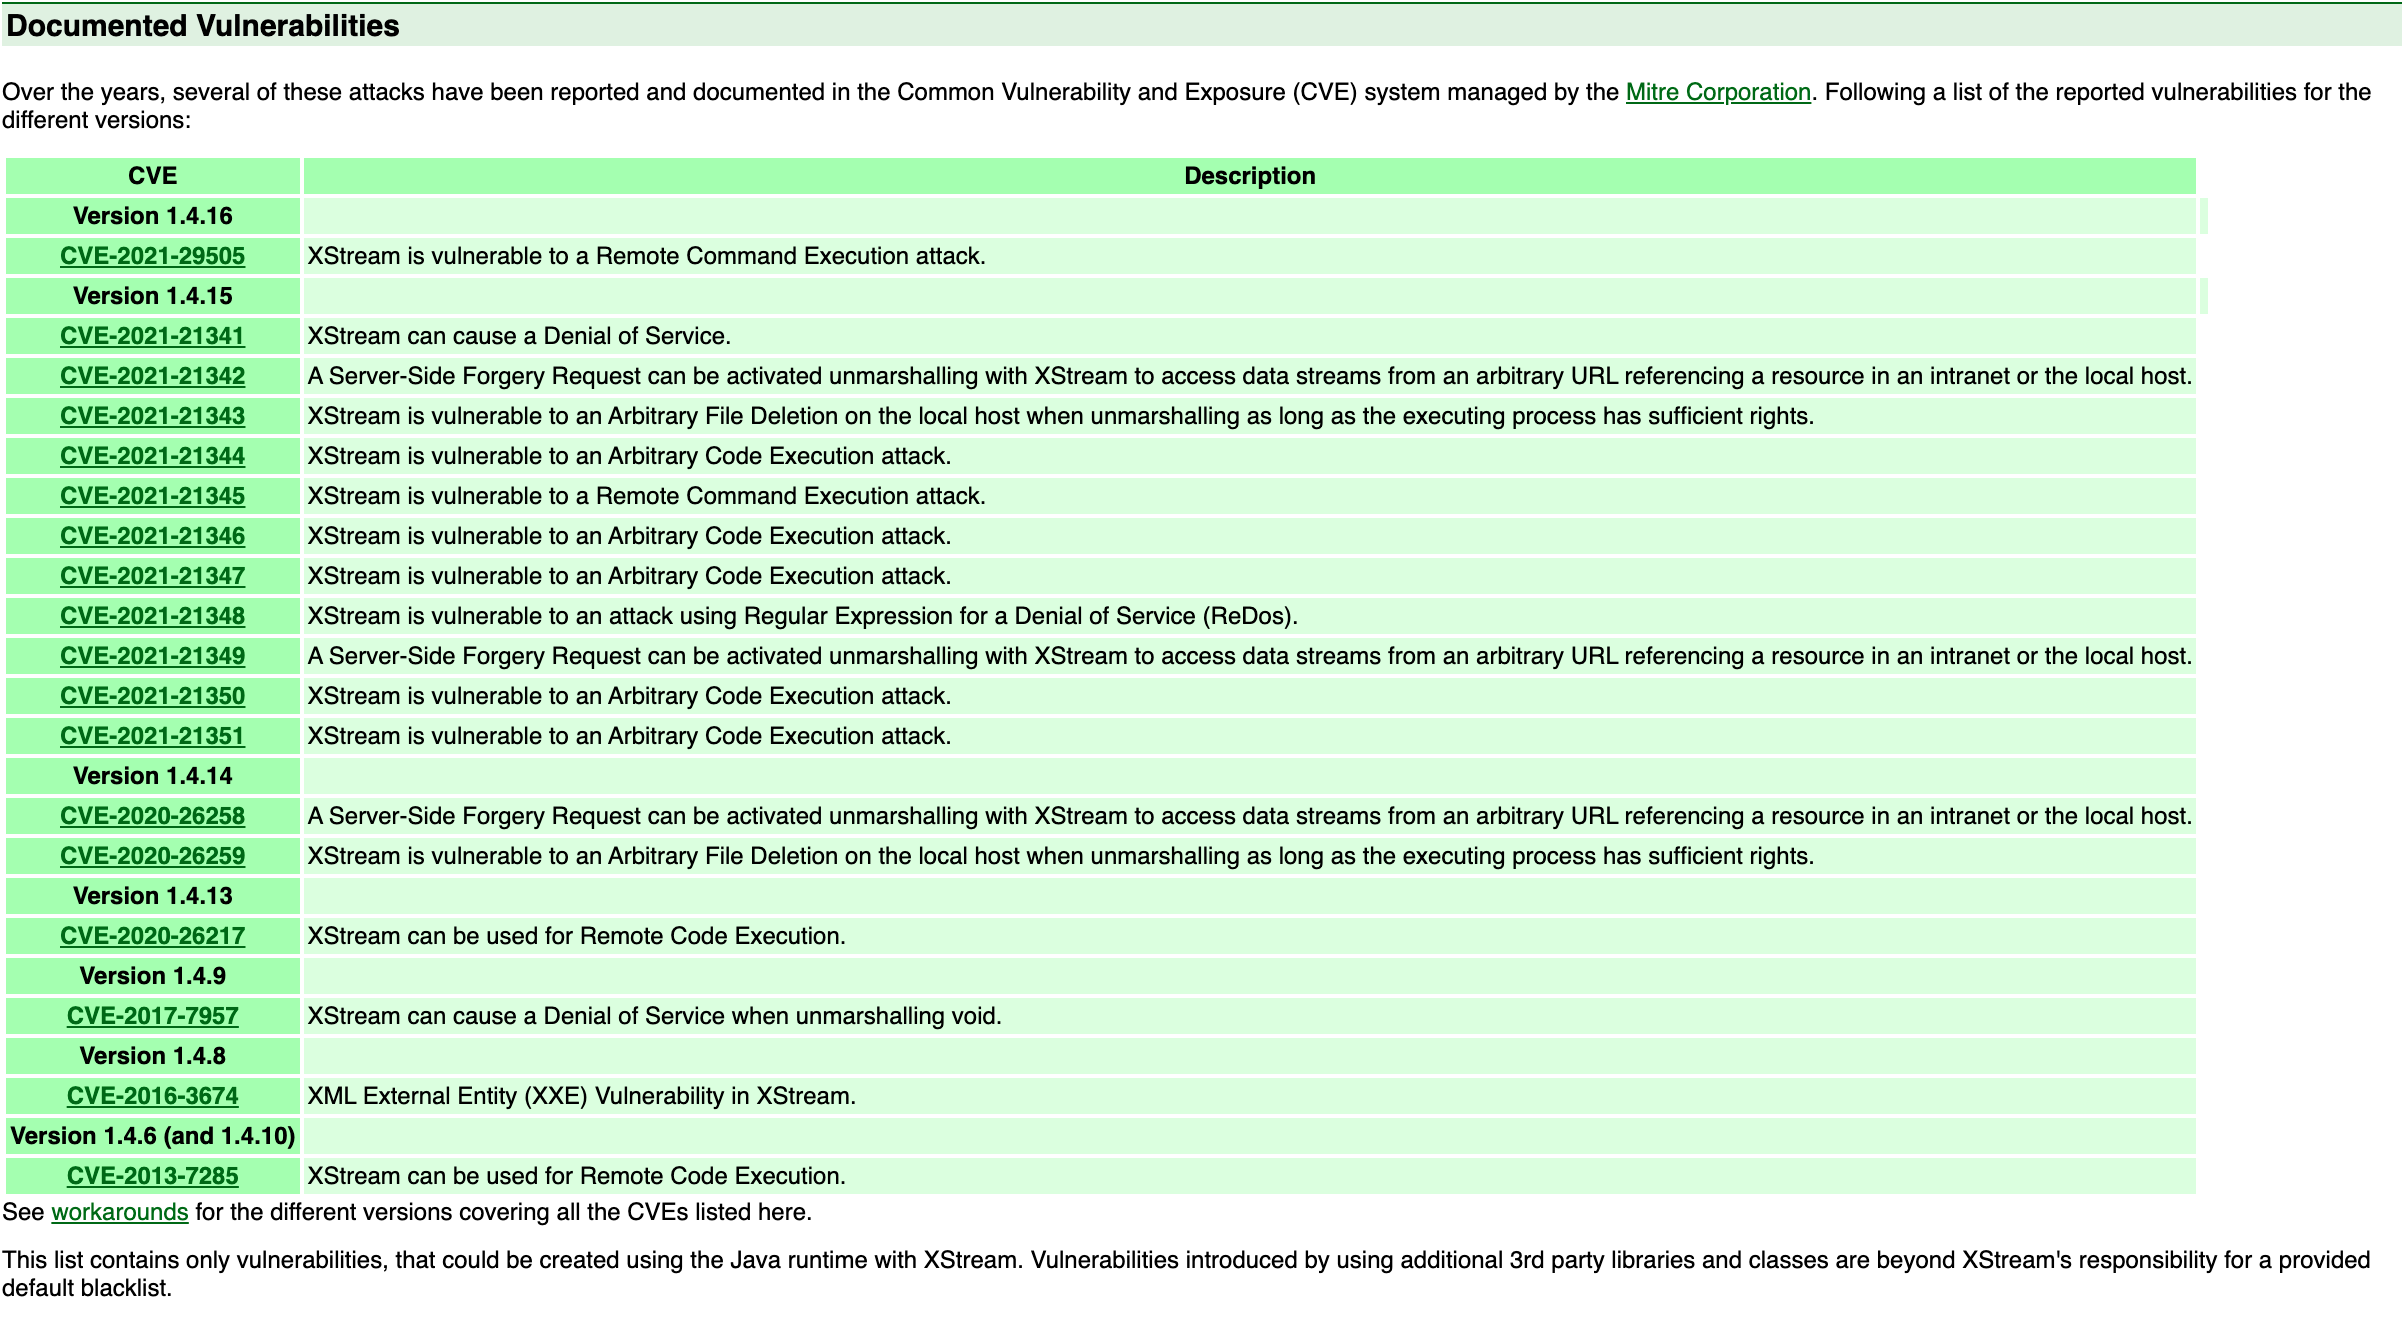 Documented Vulnerabilities
Over the years, several of these attacks have been reported and documented in the Common Vulnerability and Exposure (CVE) system managed by the Mitre Corporation. Following a list of the reported vulnerabilities for the
different versions:
CVE Description
Version 1.4.16
CVE-2021-29505 XStream is vulnerable to a Remote Command Execution attack.
Version 1.4.15
CVE-2021-21341 XStream can cause a Denial of Service.
CVE-2021-21342 A Server-Side Forgery Request can be activated unmarshalling with XStream to access data streams from an arbitrary URL referencing a resource in an intranet or the local host.
CVE-2021-21343 XStream is vulnerable to an Arbitrary File Deletion on the local host when unmarshalling as long as the executing process has sufficient rights.
CVE-2021-21344 XStream is vulnerable to an Arbitrary Code Execution attack.
CVE-2021-21345 XStream is vulnerable to a Remote Command Execution attack.
CVE-2021-21346 XStream is vulnerable to an Arbitrary Code Execution attack.
CVE-2021-21347 XStream is vulnerable to an Arbitrary Code Execution attack.
CVE-2021-21348 XStream is vulnerable to an attack using Regular Expression for a Denial of Service (ReDos).
CVE-2021-21349 A Server-Side Forgery Request can be activated unmarshalling with XStream to access data streams from an arbitrary URL referencing a resource in an intranet or the local host.
CVE-2021-21350 XStream is vulnerable to an Arbitrary Code Execution attack.
CVE-2021-21351 XStream is vulnerable to an Arbitrary Code Execution attack.
Version 1.4.14
CVE-2020-26258 A Server-Side Forgery Request can be activated unmarshalling with XStream to access data streams from an arbitrary URL referencing a resource in an intranet or the local host.
CVE-2020-26259 XStream is vulnerable to an Arbitrary File Deletion on the local host when unmarshalling as long as the executing process has sufficient rights.
Version 1.4.13
CVE-2020-26217 XStream can be used for Remote Code Execution.
Version 1.4.9
CVE-2017-7957 XStream can cause a Denial of Service when unmarshalling void.
Version 1.4.8
CVE-2016-3674 XML External Entity (XXE) Vulnerability in XStream.
Version 1.4.6 (and 1.4.10)
CVE-2013-7285 XStream can be used for Remote Code Execution.
See workarounds for the different versions covering all the CVEs listed here.
This list contains only vulnerabilities, that could be created using the Java runtime with XStream. Vulnerabilities introduced by using additional 3rd party libraries and classes are beyond XStream's responsibility for a provided
default blacklist.